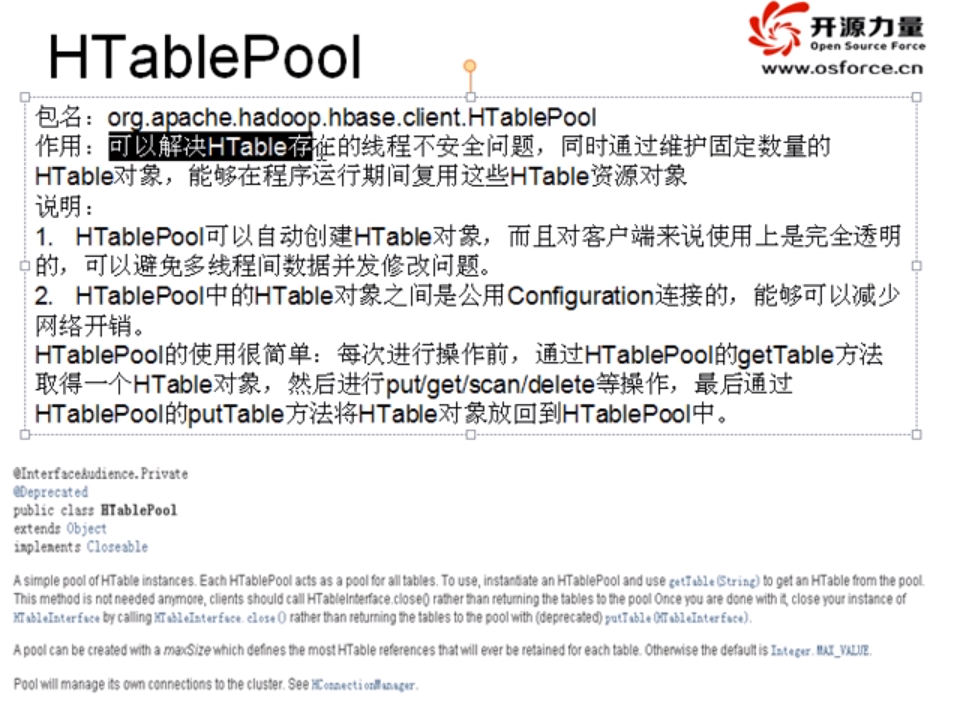 HTablePool
开源力量
Open Source Force
www.osforce.cn
包名：org.apache.hadoop.hbase.client.HTablePool
作用：可以解决HTable存在的线程不安全问题，同时通过维护固定数量的
HTable对象，能够在程序运行期间复用这些HTable资源对象
说明：
1. HTablePool可以自动创建HTable对象，而且对客户端来说使用上是完全透明
的，可以避免多线程间数据并发修改问题。
2. HTablePool中的HTable对象之间是公用Configuration连接的，能够可以减少
网络开销。
HTablePool的使用很简单：每次进行操作前，通过HTablePool的getTable方法
取得一个HTable对象，然后进行put/get/scan/delete等操作，最后通过
HTablePool的putTable方法将HTable对象放回到HTablePool中。
@InterfaceAudience.Private
@Deprecated
public class HTablePool
extends Object
implements Closeable
A simple pool of HTable instances. Each HTablePool acts as a pool for all tables. To use, instantiate an HTablePool and use getTable(String) to get an HTable from the pool.
This method is not needed anymore, clients should call HTableInterface.close() rather than returning the tables to the pool Once you are done with it, close your instance of
HTableInterface by calling HTableInterface.close() rather than returning the tables to the pool with (deprecated) putTable(HTableInterface).
A pool can be created with a maxSize which defines the most HTable references that will ever be retained for each table. Otherwise the default is Integer.MAX_VALUE.
Pool will manage its own connections to the cluster. See HConnectionManager.